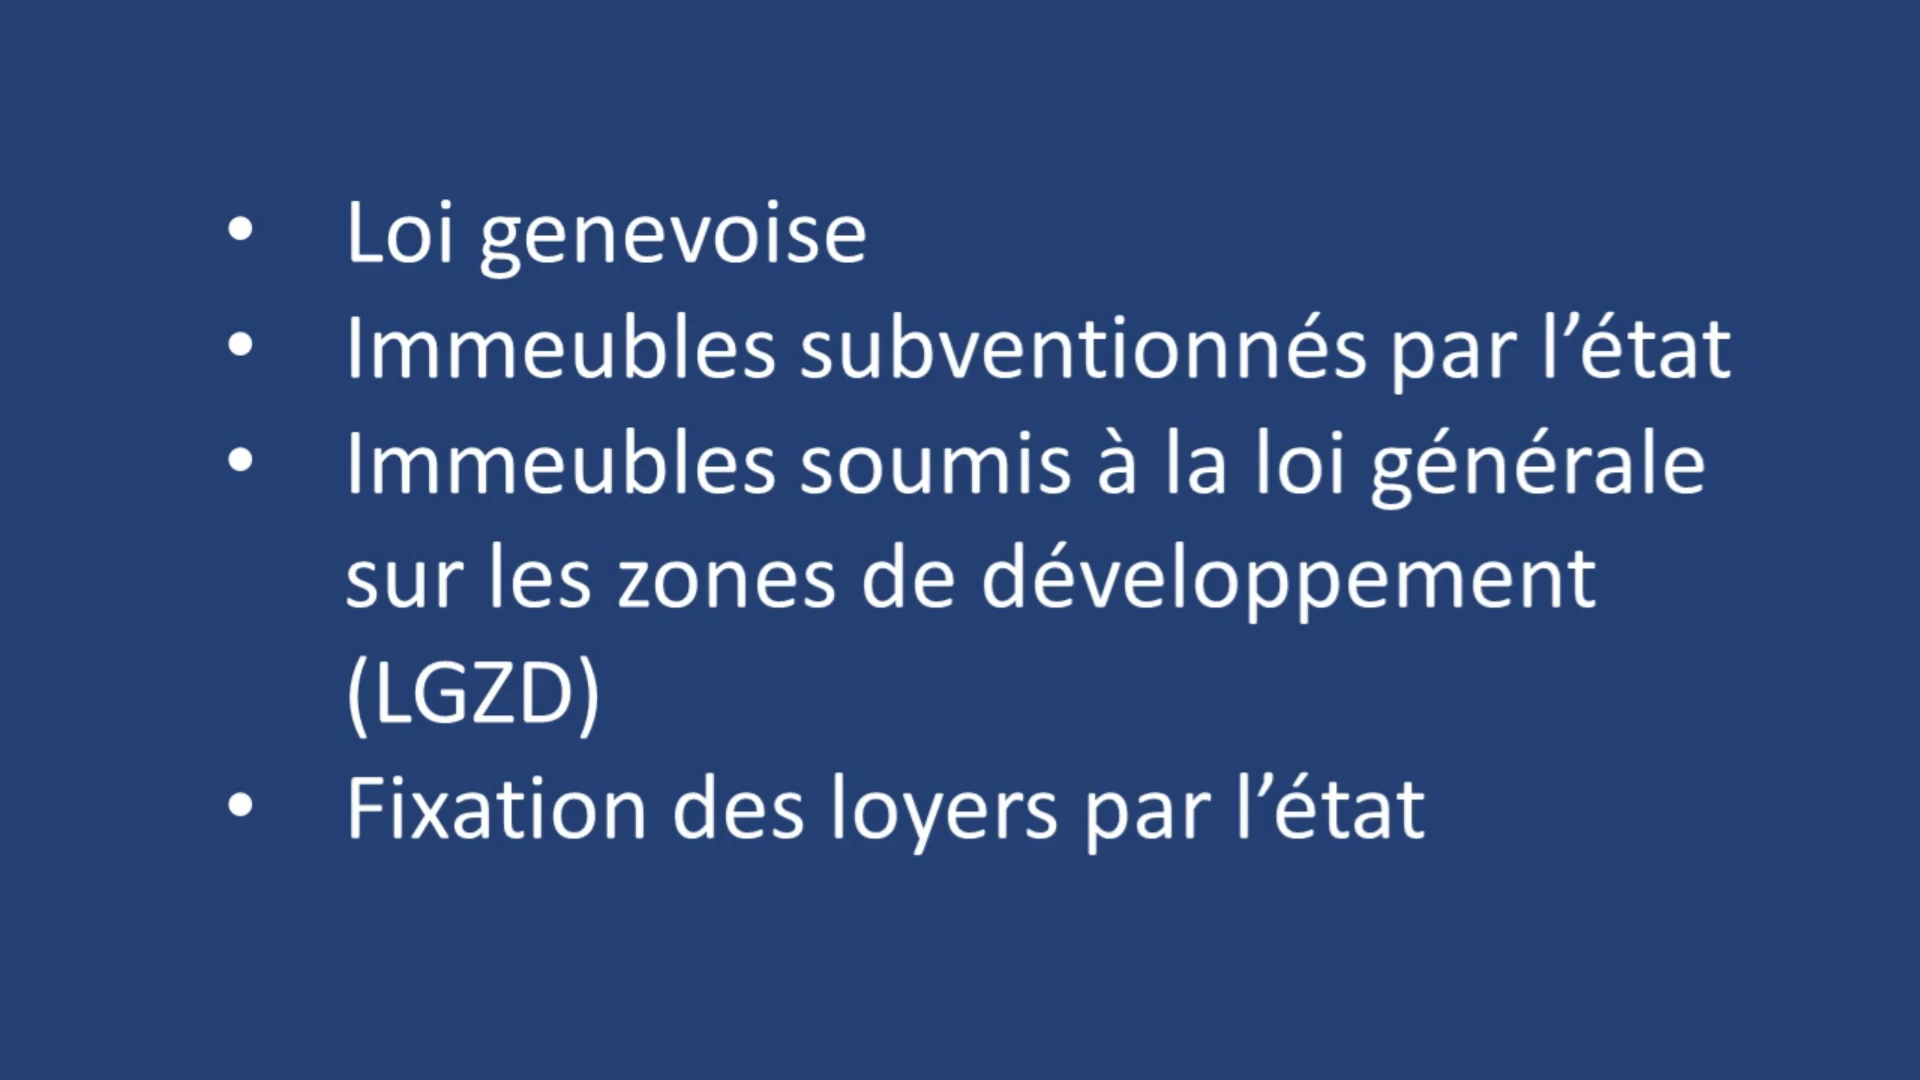 • Loi genevoise
• Immeubles subventionnés par l’état
• Immeubles soumis à la loi générale
sur les zones de développement
(LGZD)
• Fixation des loyers par l’état